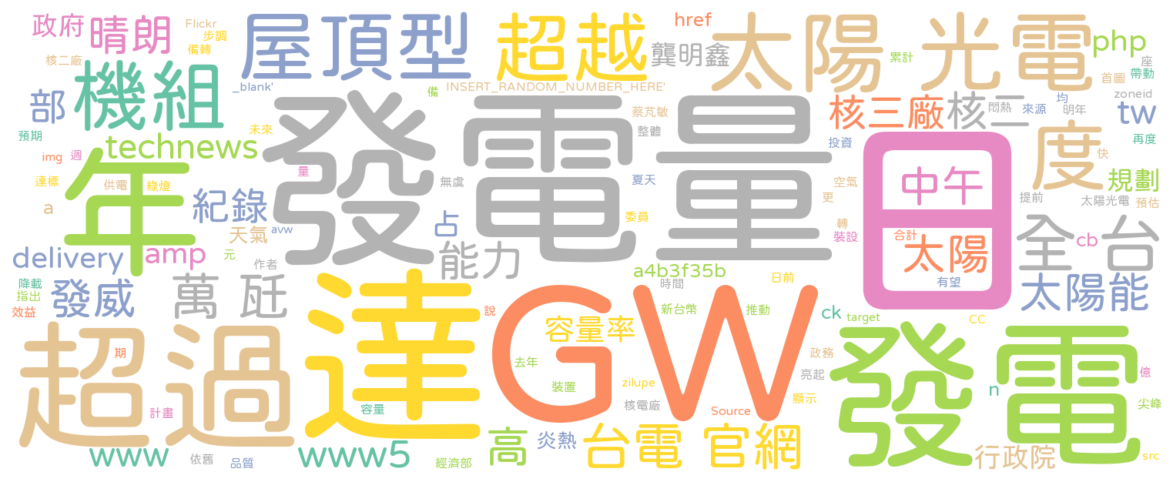 政府 晴朗 Flickr 步調 備轉 屋頂型 超越 href 龔明鑫 太陽光電 累計 php 座 帶動
核二廠 機組 _blank' 備 INSERT_RANDOM_NUMBER_HERE' 首圖 zoneid
部 發電量 蔡芃敏 整體 核三廠 核二 悶熱 來源 均 明年 tw
預期 technews 未來 投資 度 再度
img 週 年 量 無虞 夏天 中午 快 規劃
達標 供電 綠燈 空氣 提前 太陽光電 預估
a 紀錄 占 委員 更
天氣 avw 轉 裝設 合計 太陽 全台 cb
delivery amp 元 作者 能力 a4b3f35b 日前 日 有望
降載 指出 發威 萬瓩 時間 太陽能
效益 達 說 GW 容量率 新台幣 推動 ck target CC
超過 期 去年 政務 發電
計畫 容量 裝置 zilupe 亮起 n 億
核電廠 Source 顯示 尖峰
www 依舊 品質 www5 經濟部 高 炎熱 台電 官網 行政院 src